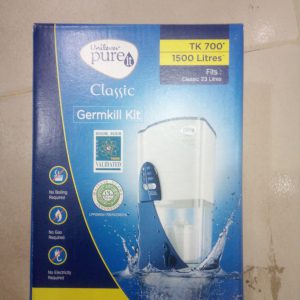 Unilever
pure it
Classic
Germkill Kit
TK 700*
1500 Litres*
Fits :
Classic 23 Litres
VALIDATED
No Boiling
Required
No Gas
Required
No Electricity
Required